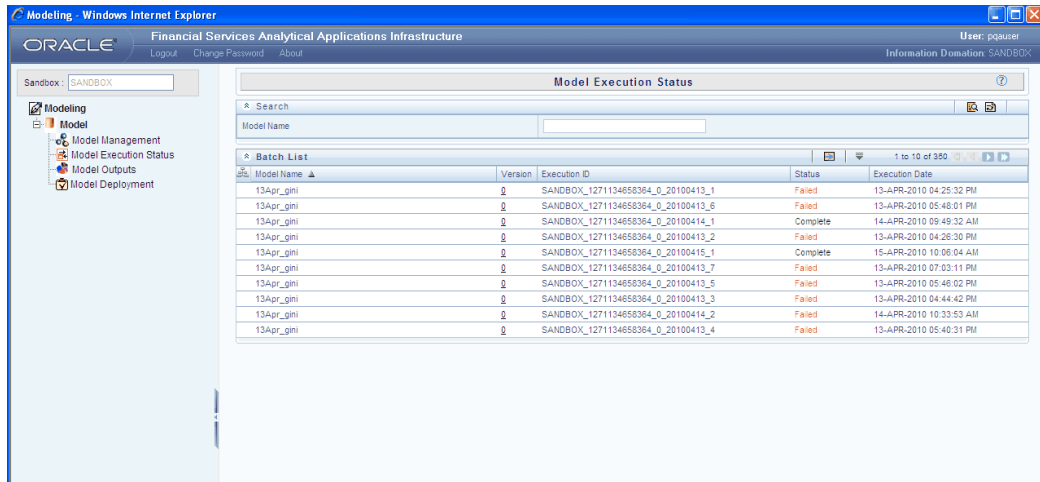 Modeling - Windows Internet Explorer
ORACLE
Financial Services Analytical Applications Infrastructure
User: pqauser
Logout Change Password About
Information Domation: SANDBOX
Sandbox : SANDBOX
Modeling
Model
Model Management
Model Execution Status
Model Outputs
Model Deployment
Model Execution Status
Search
Model Name
Batch List
1 to 10 of 350
Model Name Version Execution ID Status Execution Date
13Apr_gini 0 SANDBOX_1271134658364_0_20100413_1 Failed 13-APR-2010 04:25:32 PM
13Apr_gini 0 SANDBOX_1271134658364_0_20100413_6 Failed 13-APR-2010 05:48:01 PM
13Apr_gini 0 SANDBOX_1271134658364_0_20100414_1 Complete 14-APR-2010 09:49:32 AM
13Apr_gini 0 SANDBOX_1271134658364_0_20100413_2 Failed 13-APR-2010 04:26:30 PM
13Apr_gini 0 SANDBOX_1271134658364_0_20100415_1 Complete 15-APR-2010 10:06:04 AM
13Apr_gini 0 SANDBOX_1271134658364_0_20100413_7 Failed 13-APR-2010 07:03:11 PM
13Apr_gini 0 SANDBOX_1271134658364_0_20100413_5 Failed 13-APR-2010 05:46:02 PM
13Apr_gini 0 SANDBOX_1271134658364_0_20100413_3 Failed 13-APR-2010 04:44:42 PM
13Apr_gini 0 SANDBOX_1271134658364_0_20100414_2 Failed 14-APR-2010 10:33:53 AM
13Apr_gini 0 SANDBOX_1271134658364_0_20100413_4 Failed 13-APR-2010 05:40:31 PM